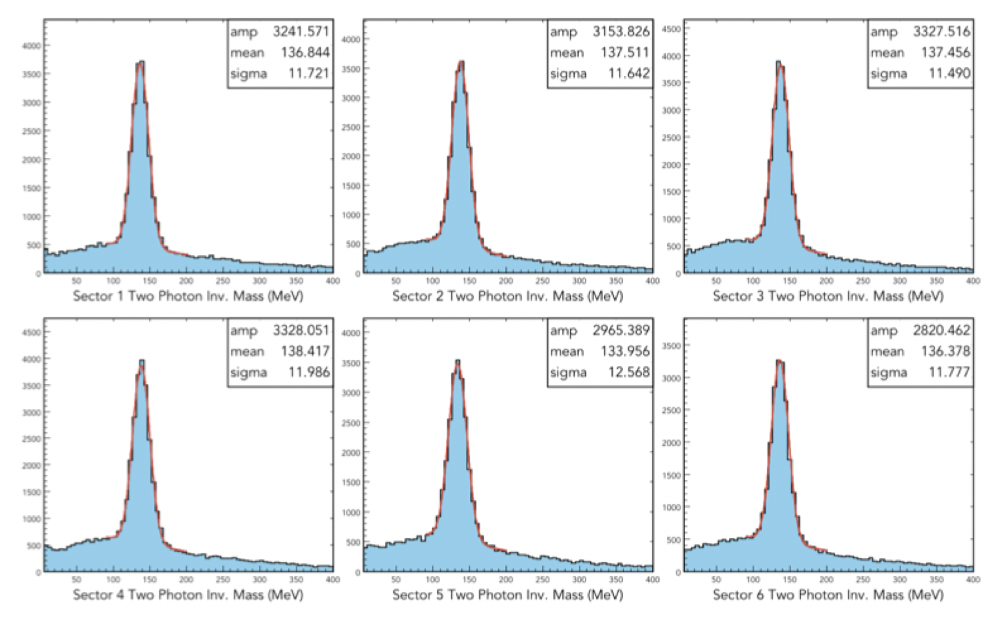 amp 3241.571
mean 136.844
sigma 11.721
4000
3500
3000
2500
2000
1500
1000
500
0
50 100 150 200 250 300 350 400
Sector 1 Two Photon Inv. Mass (MeV)
amp 3153.826
mean 137.511
sigma 11.642
4000
3500
3000
2500
2000
1500
1000
500
0
50 100 150 200 250 300 350 400
Sector 2 Two Photon Inv. Mass (MeV)
amp 3327.516
mean 137.456
sigma 11.490
4500
4000
3500
3000
2500
2000
1500
1000
500
0
50 100 150 200 250 300 350 400
Sector 3 Two Photon Inv. Mass (MeV)
amp 3328.051
mean 138.417
sigma 11.986
4500
4000
3500
3000
2500
2000
1500
1000
500
0
50 100 150 200 250 300 350 400
Sector 4 Two Photon Inv. Mass (MeV)
amp 2965.389
mean 133.956
sigma 12.568
4000
3500
3000
2500
2000
1500
1000
500
0
50 100 150 200 250 300 350 400
Sector 5 Two Photon Inv. Mass (MeV)
amp 2820.462
mean 136.378
sigma 11.777
3500
3000
2500
2000
1500
1000
500
0
50 100 150 200 250 300 350 400
Sector 6 Two Photon Inv. Mass (MeV)